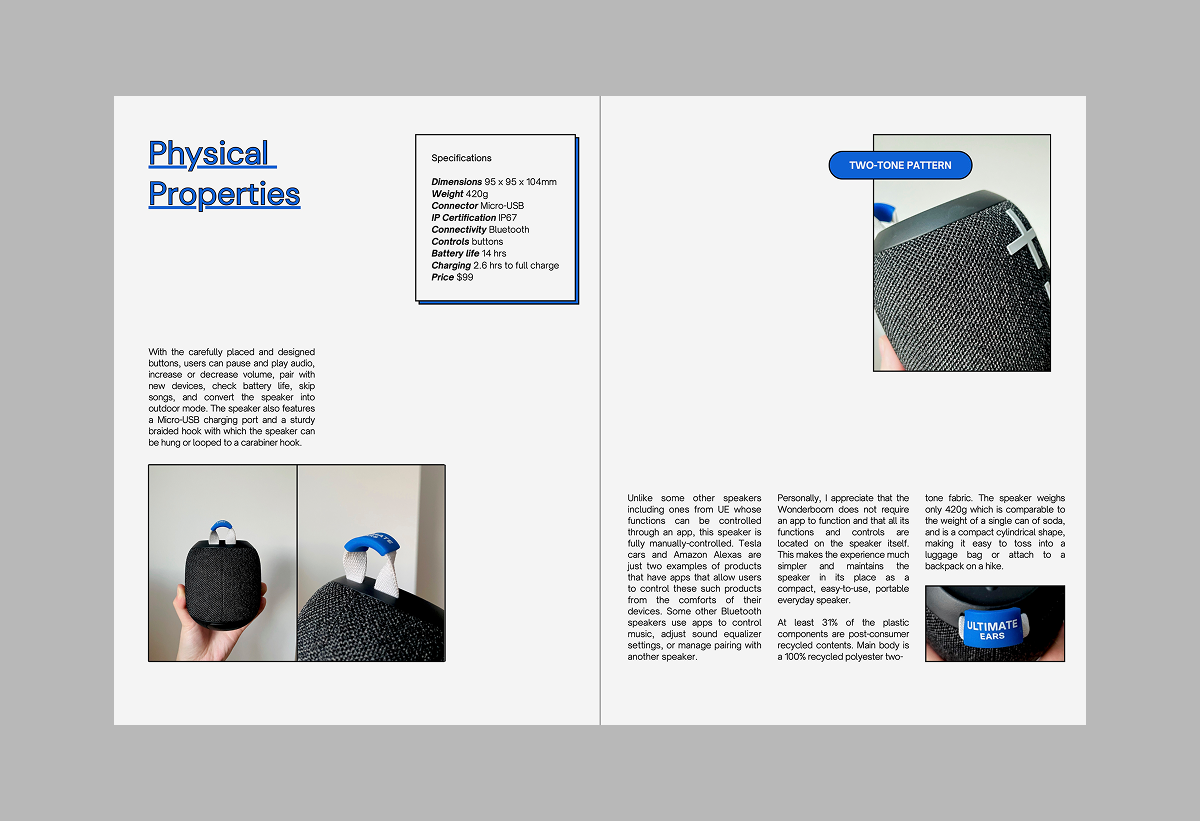 Physical
Properties
Specifications
Dimensions 95 x 95 x 104mm
Weight 420g
Connector Micro-USB
IP Certification IP67
Connectivity Bluetooth
Controls buttons
Battery life 14 hrs
Charging 2.6 hrs to full charge
Price $99
With the carefully placed and designed
buttons, users can pause and play audio,
increase or decrease volume, pair with
new devices, check battery life, skip
songs, and convert the speaker into
outdoor mode. The speaker also features
a Micro-USB charging port and a sturdy
braided hook with which the speaker can
be hung or looped to a carabiner hook.
TWO-TONE PATTERN
Unlike some other speakers
including ones from UE whose
functions can be controlled
through an app, this speaker is
fully manually-controlled. Tesla
cars and Amazon Alexas are
just two examples of products
that have apps that allow users
to control these such products
from the comforts of their
devices. Some other Bluetooth
speakers use apps to control
music, adjust sound equalizer
settings, or manage pairing with
another speaker.
Personally, I appreciate that the
Wonderboom does not require
an app to function and that all its
functions and controls are
located on the speaker itself.
This makes the experience much
simpler and maintains the
speaker in its place as a
compact, easy-to-use, portable
everyday speaker.
At least 31% of the plastic
components are post-consumer
recycled contents. Main body is
a 100% recycled polyester two-
tone fabric. The speaker weighs
only 420g which is comparable to
the weight of a single can of soda,
and is a compact cylindrical shape,
making it easy to toss into a
luggage bag or attach to a
backpack on a hike.
ULTIMATE
EARS